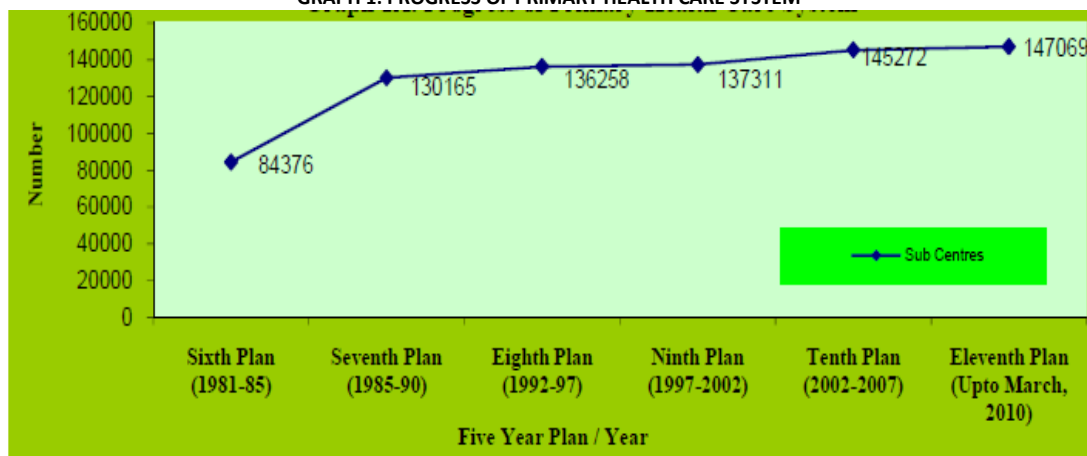 GRAPH 1: PROGRESS OF PRIMARY HEALTH CARE SYSTEM
160000
140000
120000
100000
80000
60000
40000
20000
0
Number
84376
130165
136258
137311
145272
147069
Sub Centres
Sixth Plan
(1981-85)
Seventh Plan
(1985-90)
Eighth Plan
(1992-97)
Ninth Plan
(1997-2002)
Tenth Plan
(2002-2007)
Eleventh Plan
(Upto March,
2010)
Five Year Plan / Year